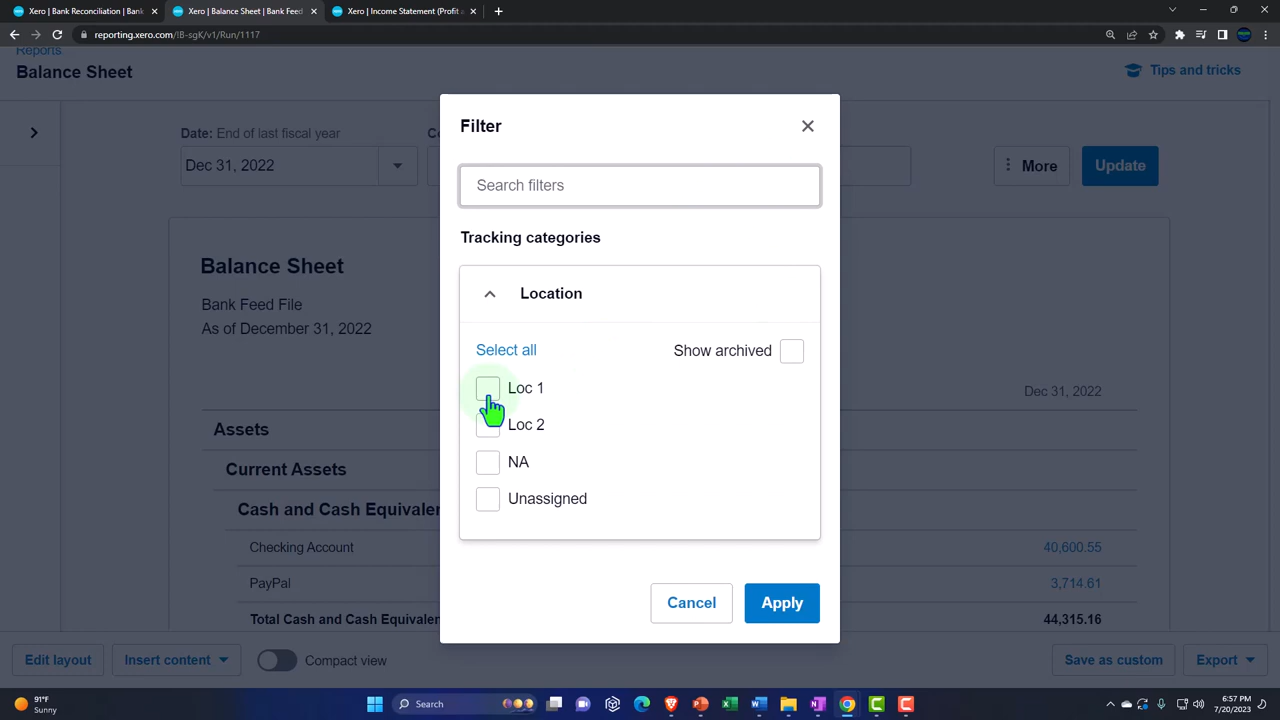 Xero | Bank Reconciliation | Bank
Xero | Balance Sheet | Bank Feed
Xero | Income Statement (Profit a
reporting.xero.com/!B-sgK/v1/Run/1117
Reports
Balance Sheet
Tips and tricks
Date: End of last fiscal year
Dec 31, 2022
More
Update
Filter
Search filters
Tracking categories
Location
Select all
Show archived
Loc 1
Loc 2
NA
Unassigned
Cancel
Apply
Balance Sheet
Bank Feed File
As of December 31, 2022
Dec 31, 2022
Assets
Current Assets
Cash and Cash Equivaler
Checking Account 40,600.55
PayPal 3,714.61
Total Cash and Cash Equivaler 44,315.16
Edit layout
Insert content
Compact view
Save as custom
Export
91°F
Sunny
Search
6:57 PM
7/20/2023